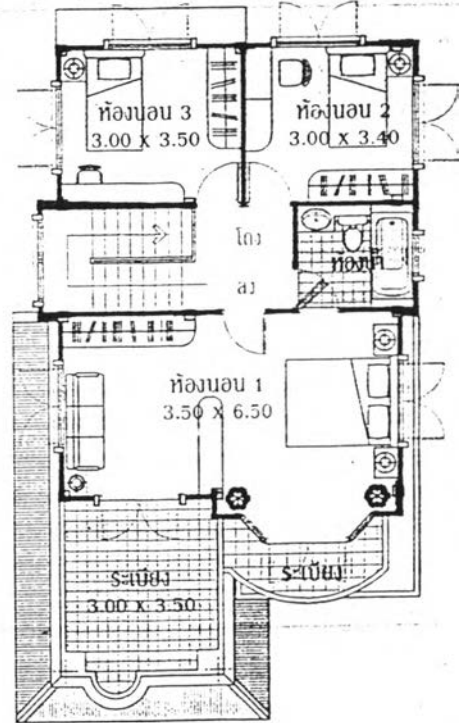 ห้องนอน 3
3.00 x 3.50
ห้องนอน 2
3.00 x 3.40
โถง
ลง
ห้องน้ำ
ห้องนอน 1
3.50 x 6.50
ระเบียง
3.00 x 3.50
ระเบียง